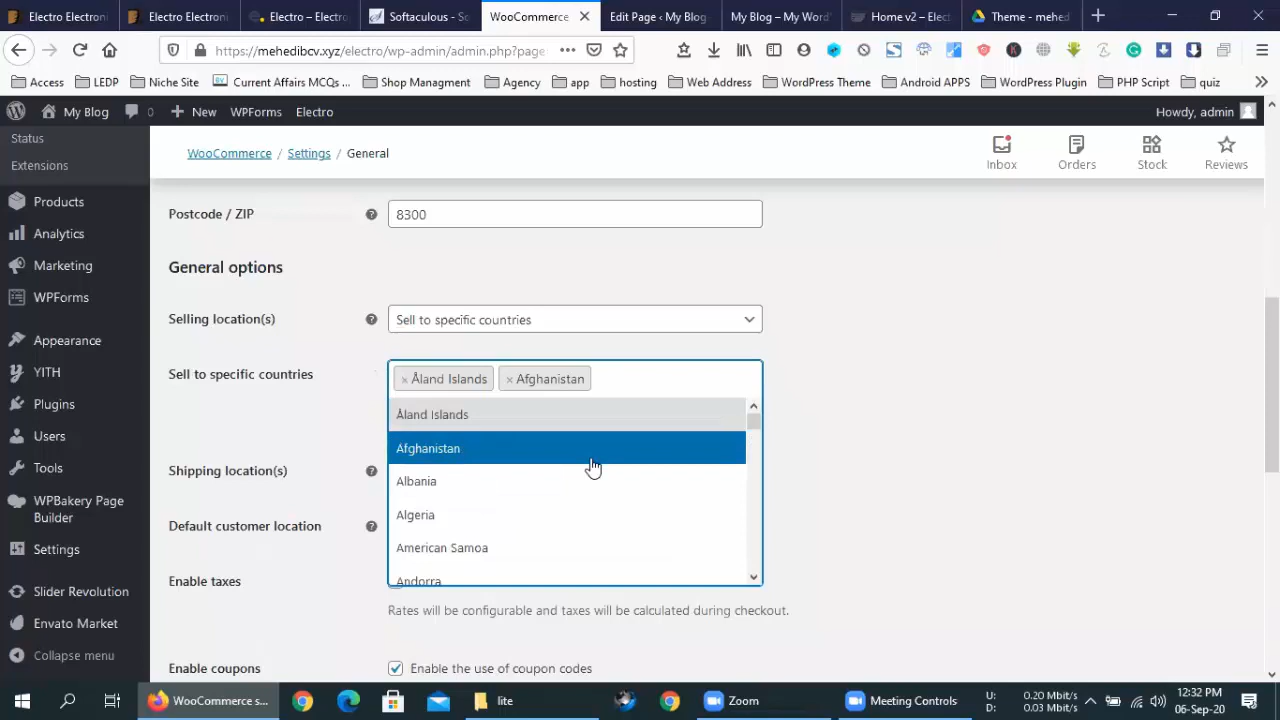 Electro Electroni
Electro Electroni
Electro – Electro
Softaculous - So
WooCommerce
Edit Page ‹ My Blog
My Blog – My Word
Home v2 – Elect
Theme - mehed
https://mehedibcv.xyz/electro/wp-admin/admin.php?page
Access
LEDP
Niche Site
Current Affairs MCQs ...
Shop Managment
Agency
app
hosting
Web Address
WordPress Theme
Android APPS
WordPress Plugin
PHP Script
quiz
My Blog
0
New
WPForms
Electro
Howdy, admin
Status
Extensions
Products
Analytics
Marketing
WPForms
Appearance
YITH
Plugins
Users
Tools
WPBakery Page
Builder
Settings
Slider Revolution
Envato Market
Collapse menu
WooCommerce / Settings / General
Inbox
Orders
Stock
Reviews
Postcode / ZIP
8300
General options
Selling location(s)
Sell to specific countries
Sell to specific countries
× Åland Islands × Afghanistan
Åland Islands
Afghanistan
Albania
Algeria
American Samoa
Andorra
Shipping location(s)
Default customer location
Enable taxes
Rates will be configurable and taxes will be calculated during checkout.
Enable coupons
Enable the use of coupon codes
WooCommerce s...
lite
Zoom
Meeting Controls
U: 0.20 Mbit/s
D: 0.03 Mbit/s
12:32 PM
06-Sep-20